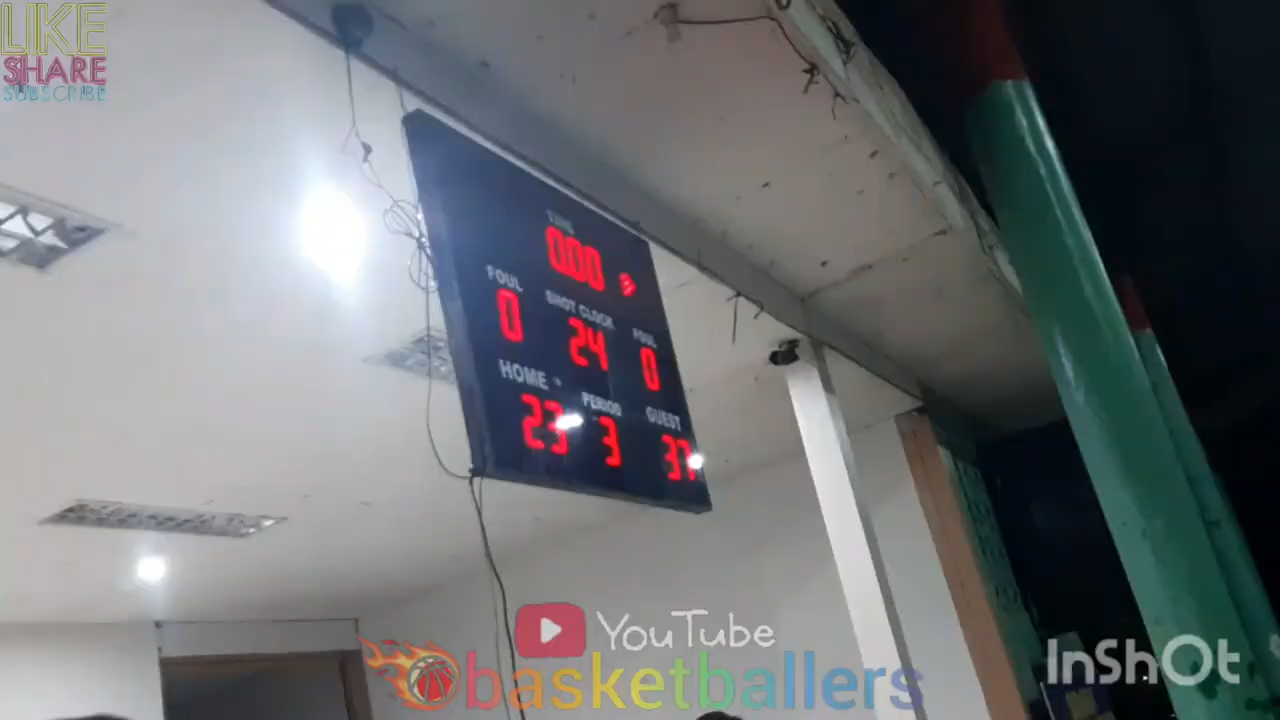 LIKE
SHARE
SUBSCRIBE
TIME
0:00
FOUL
0
SHOT CLOCK
24
FOUL
0
HOME
23
PERIOD
3
GUEST
37
YouTube
basketballers
InShOt